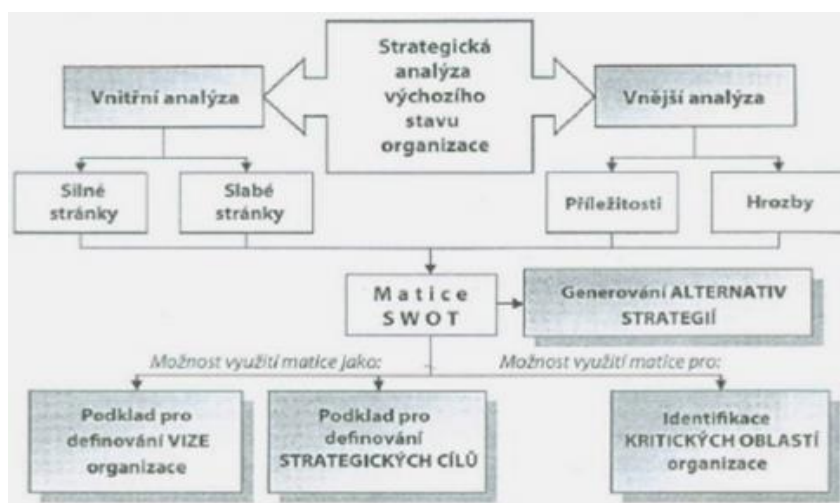 Strategická
analýza
výchozího
stavu
organizace
Vnitřní analýza
Vnější analýza
Silné
stránky
Slabé
stránky
Příležitosti
Hrozby
Matice
SWOT
Generování ALTERNATIV
STRATEGIÍ
Možnost využití matice jako:
Možnost využití matice pro:
Podklad pro
definování VIZE
organizace
Podklad pro
definování
STRATEGICKÝCH CÍLŮ
Identifikace
KRITICKÝCH OBLASTÍ
organizace